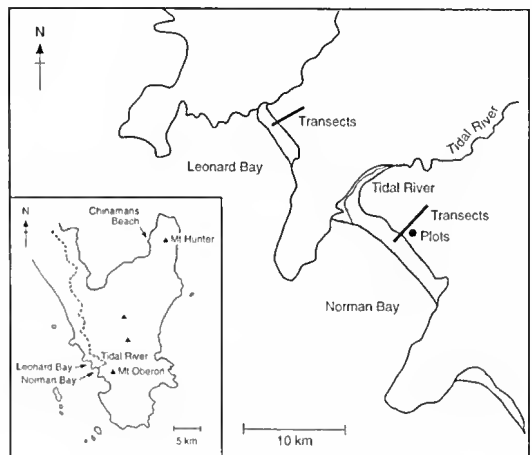 N
Transects
Leonard Bay
Tidal River
Tidal River
Transects
Plots
Norman Bay
10 km
N
Chinamans
Beach
Mt Hunter
Tidal River
Leonard Bay
Mt Oberon
Norman Bay
5 km